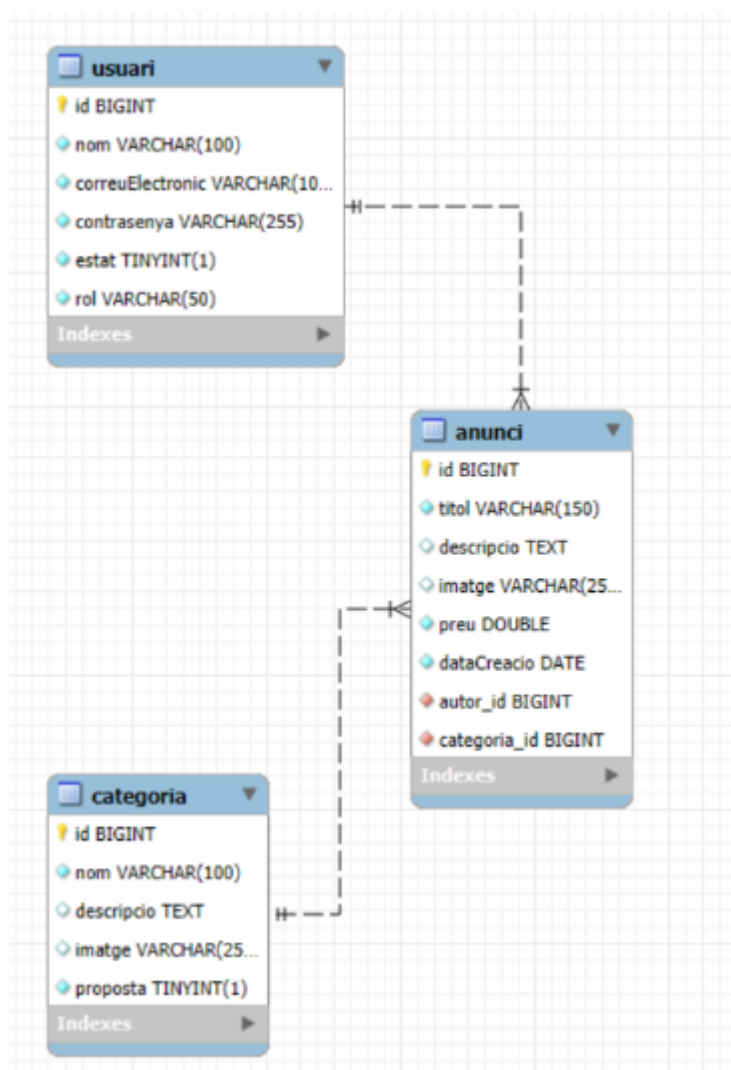 usuari
id BIGINT
nom VARCHAR(100)
correuElectronic VARCHAR(10...
contrasenya VARCHAR(255)
estat TINYINT(1)
rol VARCHAR(50)
Indexes
anunci
id BIGINT
titol VARCHAR(150)
descripcio TEXT
imatge VARCHAR(25...
preu DOUBLE
dataCreacio DATE
autor_id BIGINT
categoria_id BIGINT
Indexes
categoria
id BIGINT
nom VARCHAR(100)
descripcio TEXT
imatge VARCHAR(25...
proposta TINYINT(1)
Indexes